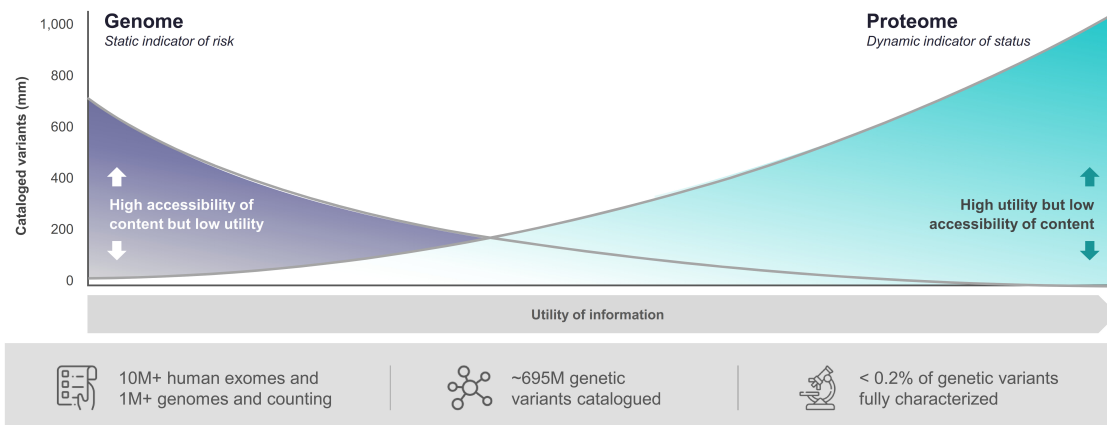 Genome
Static indicator of risk
Proteome
Dynamic indicator of status
Cataloged variants (mm)
1,000
800
600
400
200
0
High accessibility of
content but low utility
High utility but low
accessibility of content
Utility of information
10M+ human exomes and
1M+ genomes and counting
~695M genetic
variants catalogued
< 0.2% of genetic variants
fully characterized